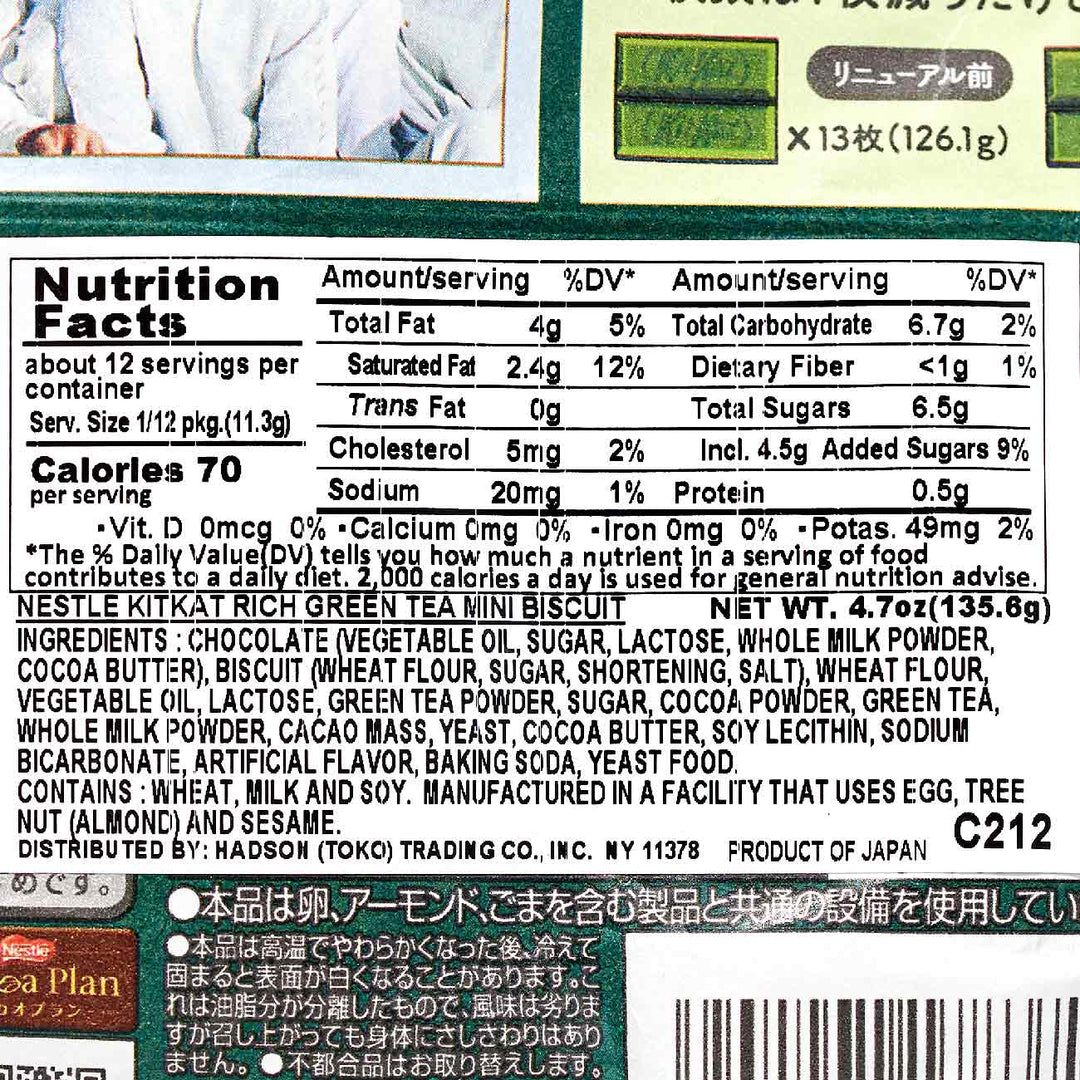 リニューアル前
×13枚(126.1g)
Nutrition Facts
about 12 servings per container
Serv. Size 1/12 pkg.(11.3g)
Calories 70
per serving
Amount/serving %DV* Amount/serving %DV*
Total Fat 4g 5% Total Carbohydrate 6.7g 2%
Saturated Fat 2.4g 12% Dietary Fiber <1g 1%
Trans Fat 0g Total Sugars 6.5g
Cholesterol 5mg 2% Incl. 4.5g Added Sugars 9%
Sodium 20mg 1% Protein 0.5g
▪Vit. D 0mcg 0% ▪Calcium 0mg 0% ▪Iron 0mg 0% ▪Potas. 49mg 2%
*The % Daily Value(DV) tells you how much a nutrient in a serving of food
contributes to a daily diet. 2,000 calories a day is used for general nutrition advise.
NESTLE KITKAT RICH GREEN TEA MINI BISCUIT NET WT. 4.7oz(135.6g)
INGREDIENTS : CHOCOLATE (VEGETABLE OIL, SUGAR, LACTOSE, WHOLE MILK POWDER,
COCOA BUTTER), BISCUIT (WHEAT FLOUR, SUGAR, SHORTENING, SALT), WHEAT FLOUR,
VEGETABLE OIL, LACTOSE, GREEN TEA POWDER, SUGAR, COCOA POWDER, GREEN TEA,
WHOLE MILK POWDER, CACAO MASS, YEAST, COCOA BUTTER, SOY LECITHIN, SODIUM
BICARBONATE, ARTIFICIAL FLAVOR, BAKING SODA, YEAST FOOD.
CONTAINS : WHEAT, MILK AND SOY. MANUFACTURED IN A FACILITY THAT USES EGG, TREE
NUT (ALMOND) AND SESAME.
C212
DISTRIBUTED BY: HADSON (TOKO) TRADING CO., INC. NY 11378 PRODUCT OF JAPAN
めです。
●本品は卵、アーモンド、ごまを含む製品と共通の設備を使用してい
●本品は高温でやわらかくなった後、冷えて
固まると表面が白くなることがあります。こ
れは油脂分が分離したもので、風味は劣りま
すが召し上がっても身体にさしさわりはあり
ません。●不都合品はお取り替えします。
Nestlé
Plan
オプラン